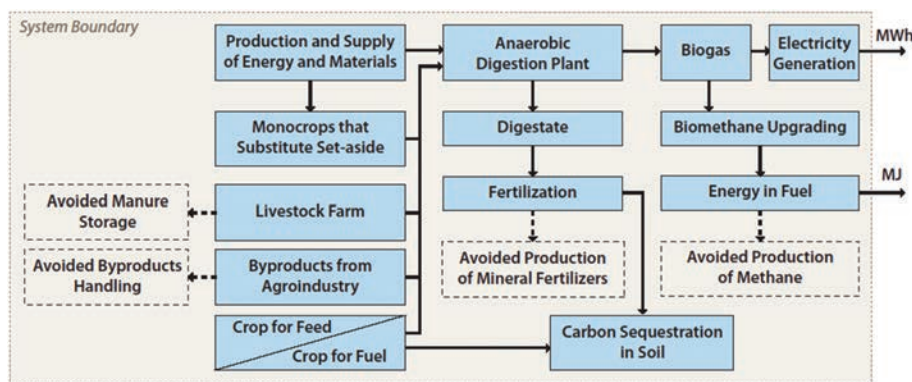 System Boundary
Production and Supply
of Energy and Materials
Anaerobic
Digestion Plant
Biogas
Electricity
Generation
MWh
Monocrops that
Substitute Set-aside
Digestate
Biomethane Upgrading
Avoided Manure
Storage
Livestock Farm
Fertilization
Energy in Fuel
MJ
Avoided Byproducts
Handling
Byproducts from
Agroindustry
Avoided Production
of Mineral Fertilizers
Avoided Production
of Methane
Crop for Feed
Crop for Fuel
Carbon Sequestration
in Soil